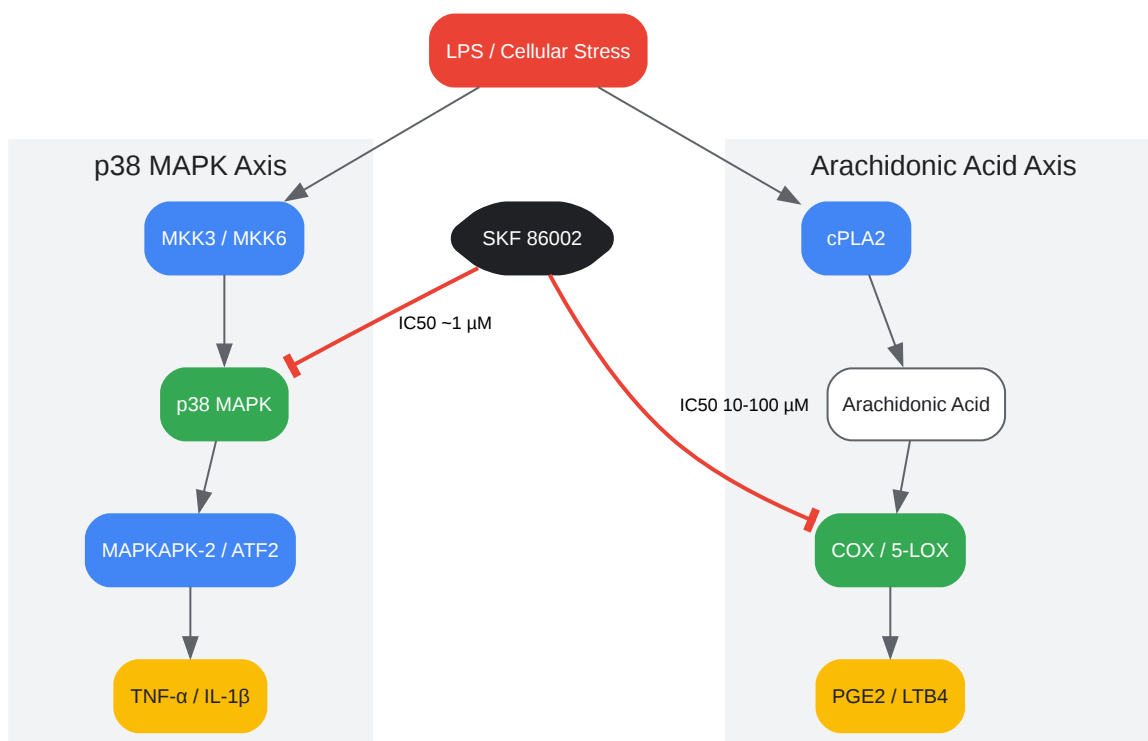 LPS / Cellular Stress
p38 MAPK Axis
Arachidonic Acid Axis
MKK3 / MKK6
SKF 86002
cPLA2
IC50 ~1 µM
p38 MAPK
IC50 10-100 µM
Arachidonic Acid
MAPKAPK-2 / ATF2
COX / 5-LOX
TNF-α / IL-1β
PGE2 / LTB4